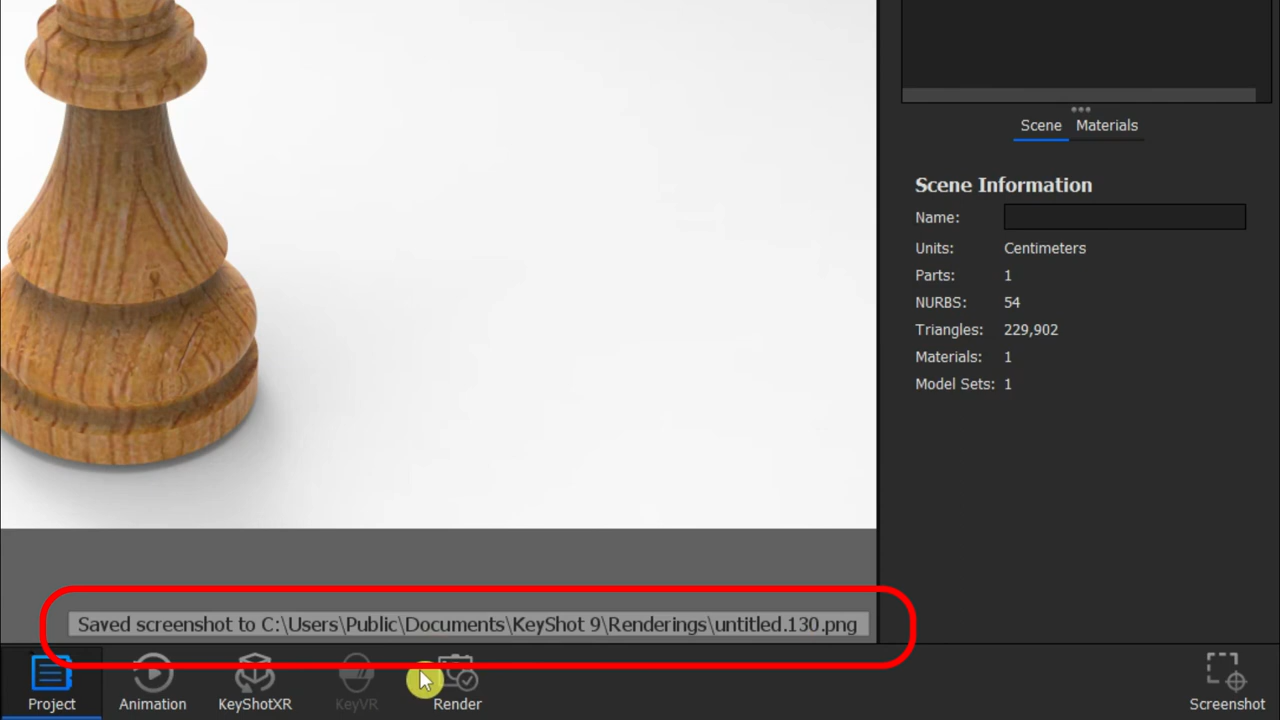 Scene Materials
Scene Information
Name:
Units: Centimeters
Parts: 1
NURBS: 54
Triangles: 229,902
Materials: 1
Model Sets: 1
Saved screenshot to C:\Users\Public\Documents\KeyShot 9\Renderings\untitled.130.png
Project Animation KeyShotXR KeyVR Render Screenshot